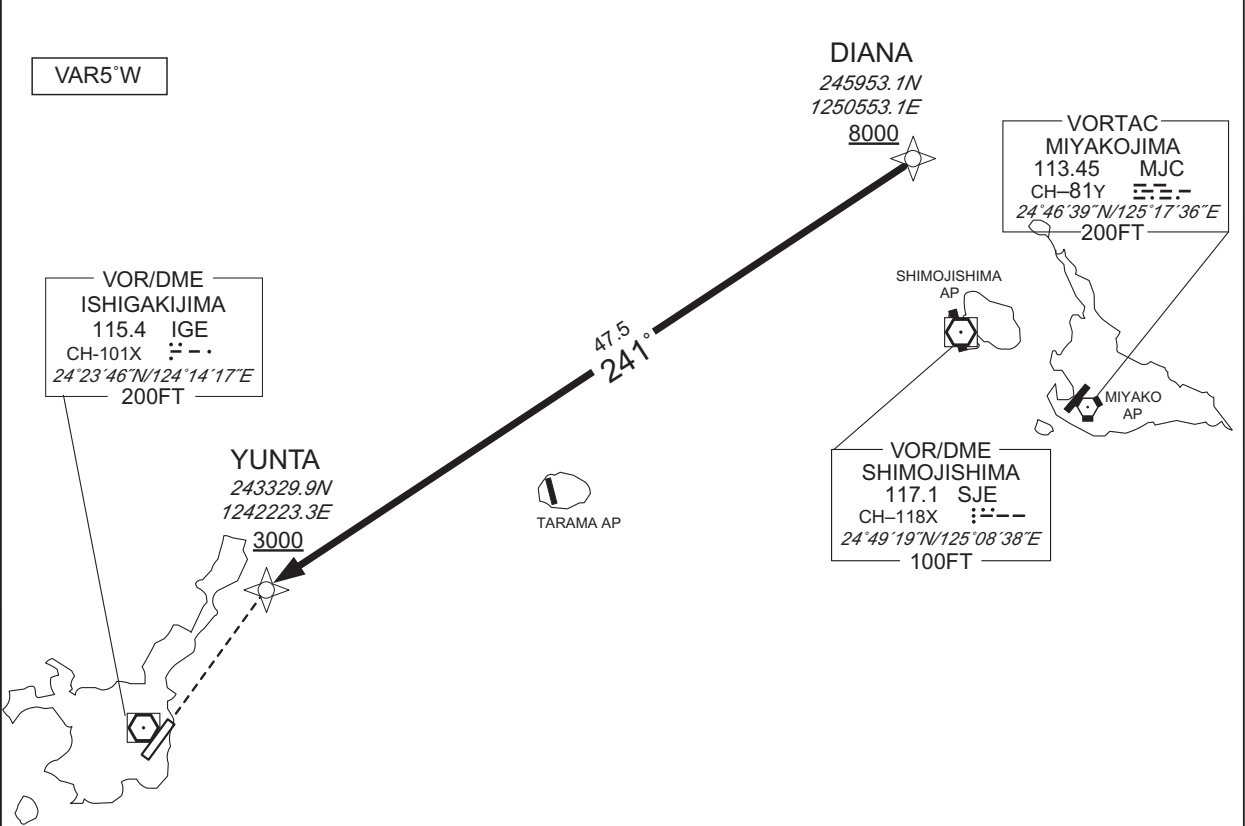 VAR5°W
DIANA
245953.1N
1250553.1E
8000
VORTAC
MIYAKOJIMA
113.45 MJC
CH–81Y
24°46′39″N/125°17′36″E
200FT
SHIMOJISHIMA
AP
VOR/DME
ISHIGAKIJIMA
115.4 IGE
CH-101X
24°23′46″N/124°14′17″E
200FT
47.5
241°
MIYAKO
AP
YUNTA
243329.9N
1242223.3E
3000
TARAMA AP
VOR/DME
SHIMOJISHIMA
117.1 SJE
CH–118X
24°49′19″N/125°08′38″E
100FT